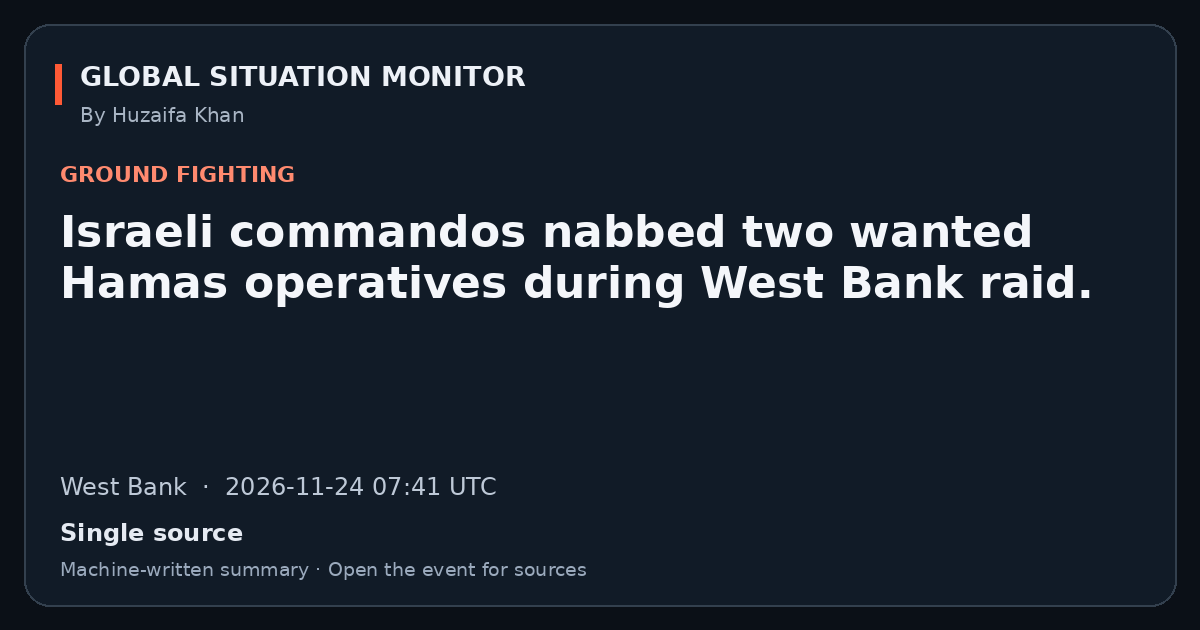 GLOBAL SITUATION MONITOR
By Huzaifa Khan
GROUND FIGHTING
Israeli commandos nabbed two wanted
Hamas operatives during West Bank raid.
West Bank · 2026-11-24 07:41 UTC
Single source
Machine-written summary · Open the event for sources